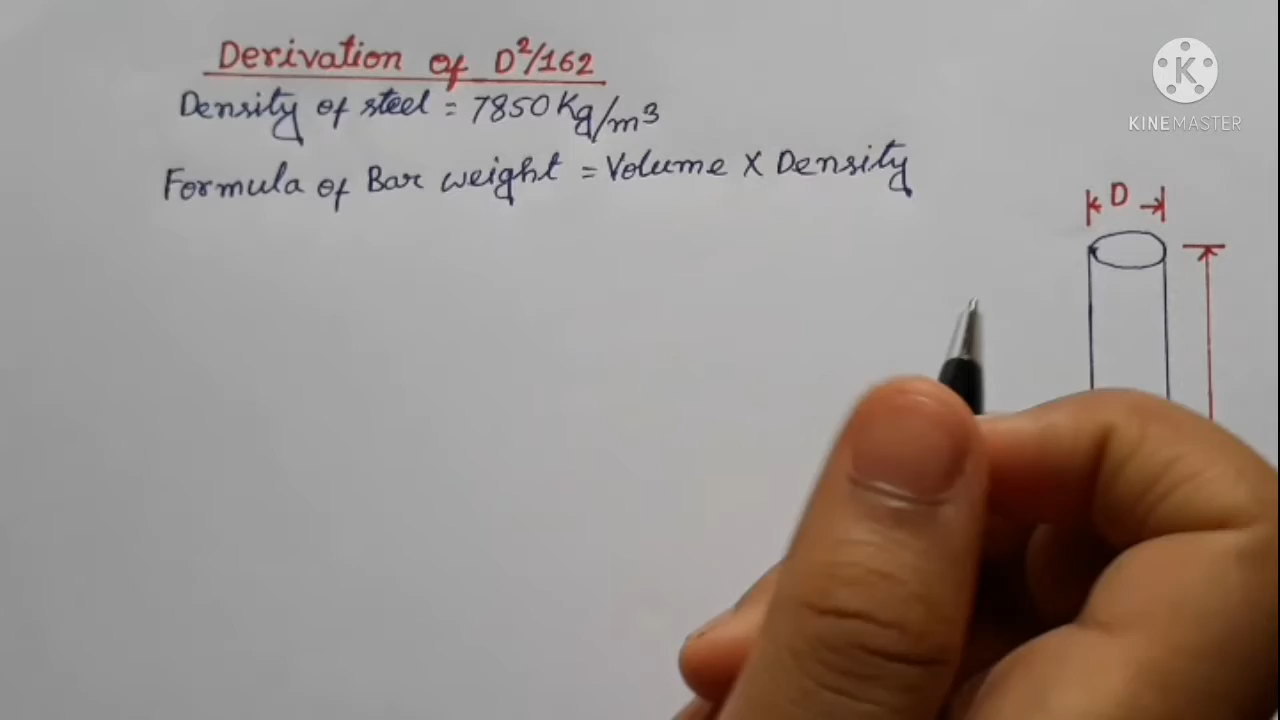 Derivation of D²/162
Density of steel = 7850 Kg/m³
Formula of Bar weight = Volume X Density
D
K
KINEMASTER